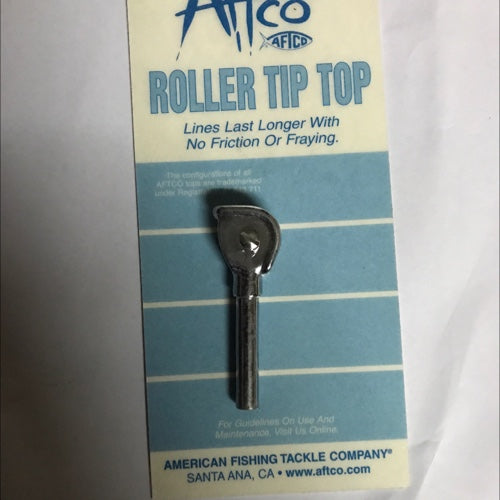 AFTCO
AFTCO
ROLLER TIP TOP
Lines Last Longer With
No Friction Or Fraying.
The configurations of all
AFTCO tops are trademarked
under Registration
For Guidelines On Use And
Maintenance, Visit Us Online.
AMERICAN FISHING TACKLE COMPANY®
SANTA ANA, CA • www.aftco.com